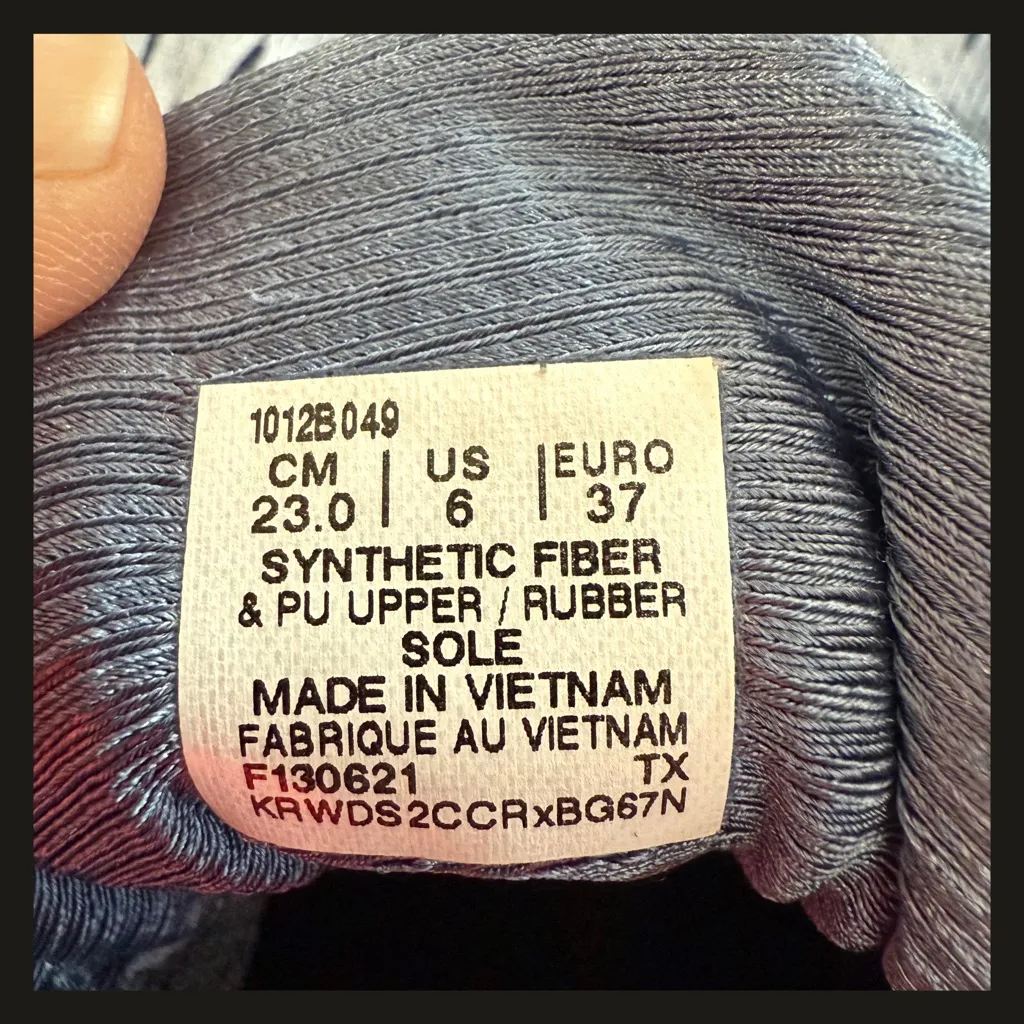 1012B049
CM | US | EURO
23.0 | 6 | 37
SYNTHETIC FIBER
& PU UPPER / RUBBER
SOLE
MADE IN VIETNAM
FABRIQUE AU VIETNAM
F130621 TX
KRWDS2CCRxBG67N